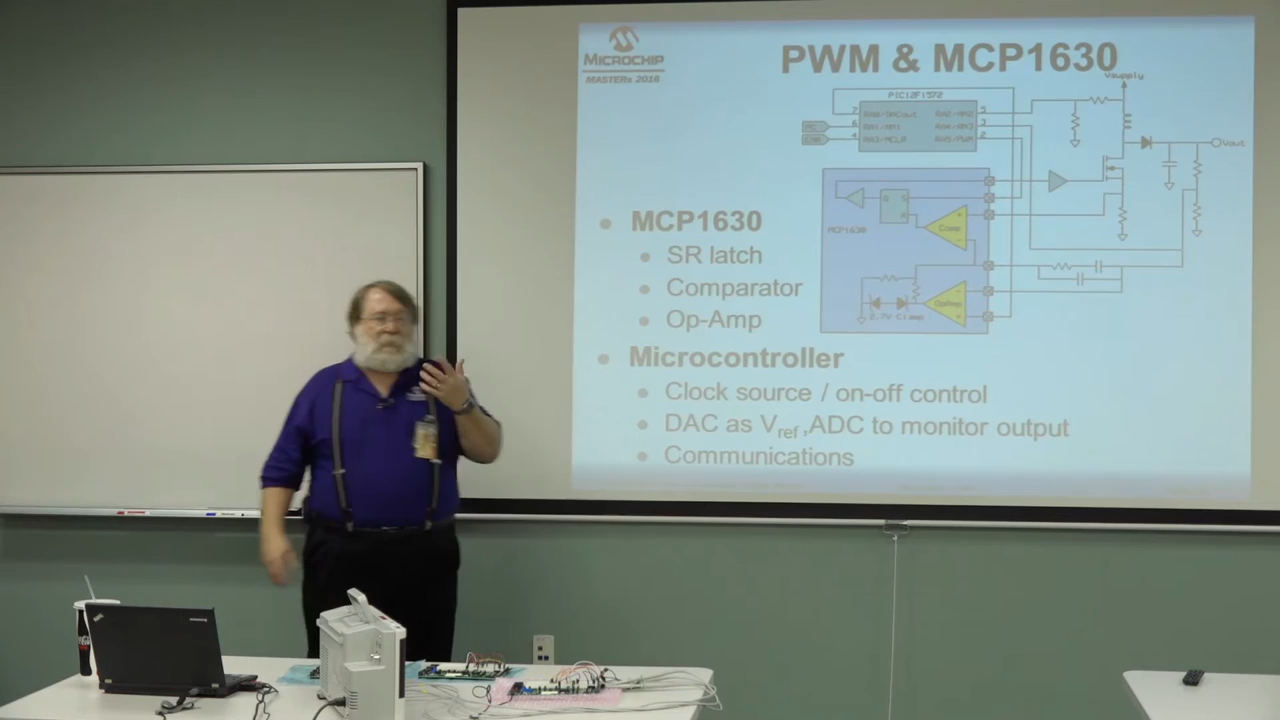 MICROCHIP
MASTERs 2016
PWM & MCP1630
Vsupply
PIC12F1572
Vout
MCP1630
Comp
OpAmp
2.7V Clamp
• MCP1630
• SR latch
• Comparator
• Op-Amp
• Microcontroller
• Clock source / on-off control
• DAC as Vref ,ADC to monitor output
• Communications